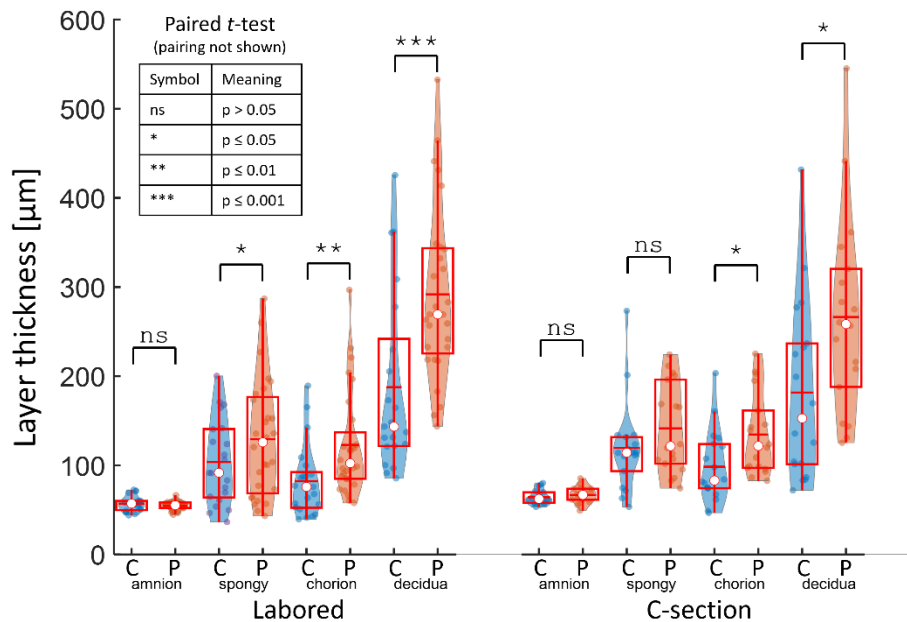 Paired t-test
(pairing not shown)
Symbol Meaning
ns p > 0.05
* p ≤ 0.05
** p ≤ 0.01
*** p ≤ 0.001
Layer thickness [μm]
600
500
400
300
200
100
0
ns
*
**
***
ns
ns
*
*
C P C P C P C P C P C P C P C P
amnion spongy chorion decidua amnion spongy chorion decidua
Labored C-section